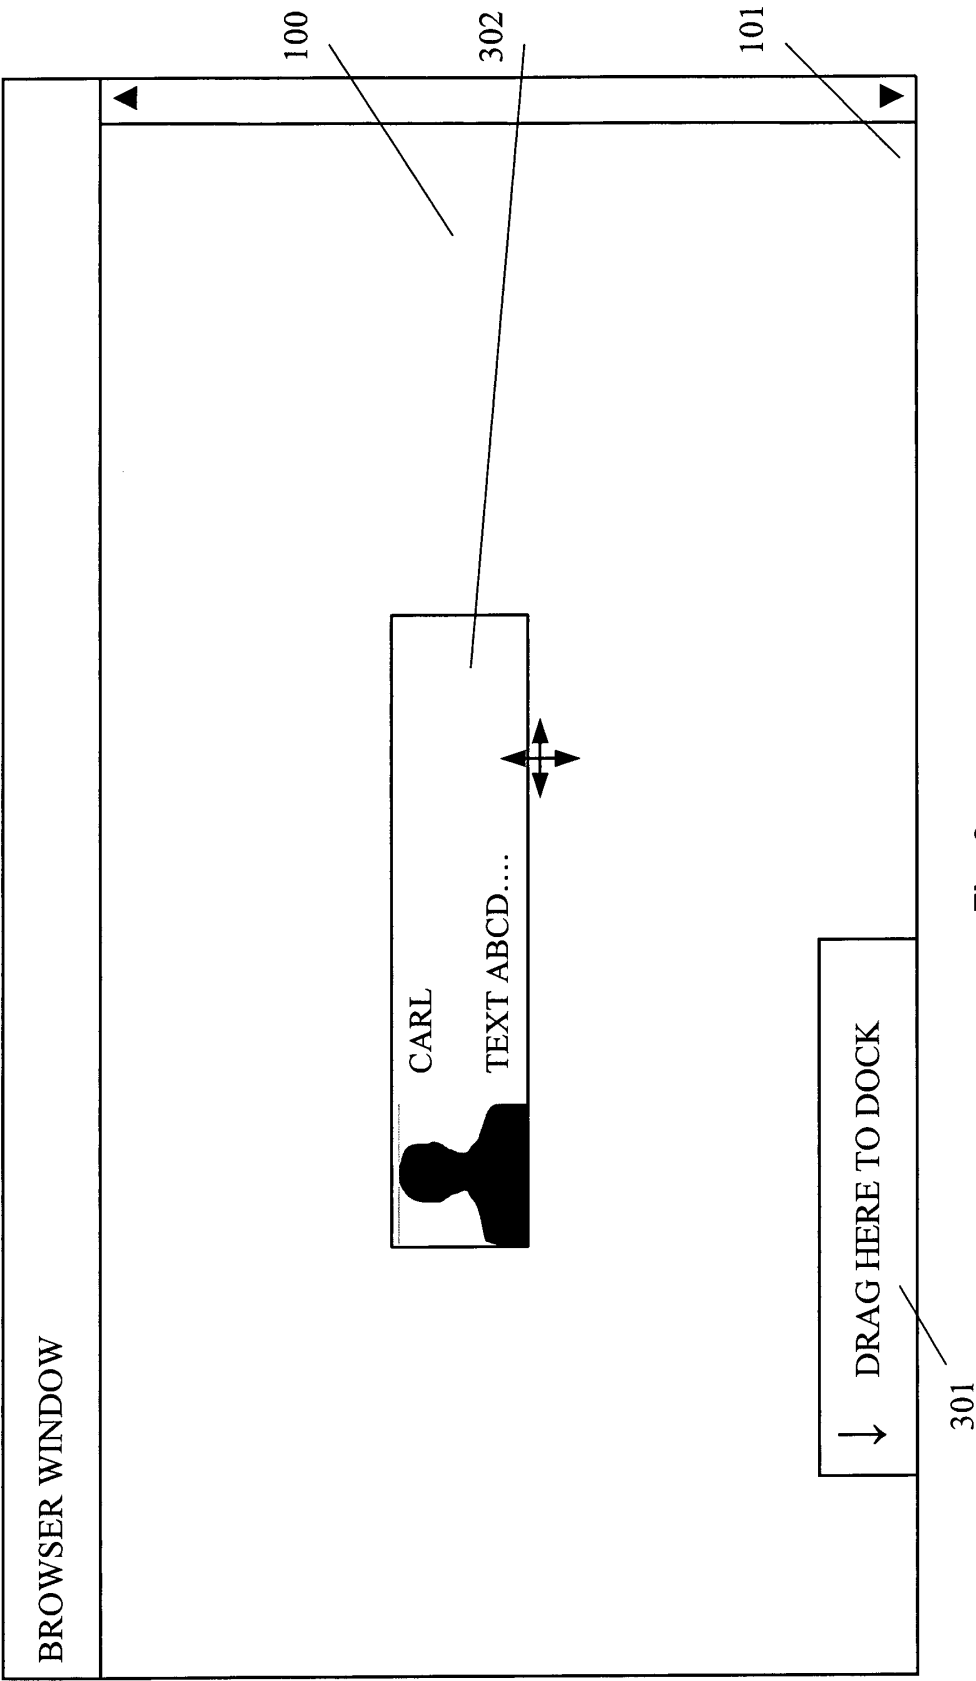 BROWSER WINDOW
100
302
101
CARL
TEXT ABCD....
DRAG HERE TO DOCK
301